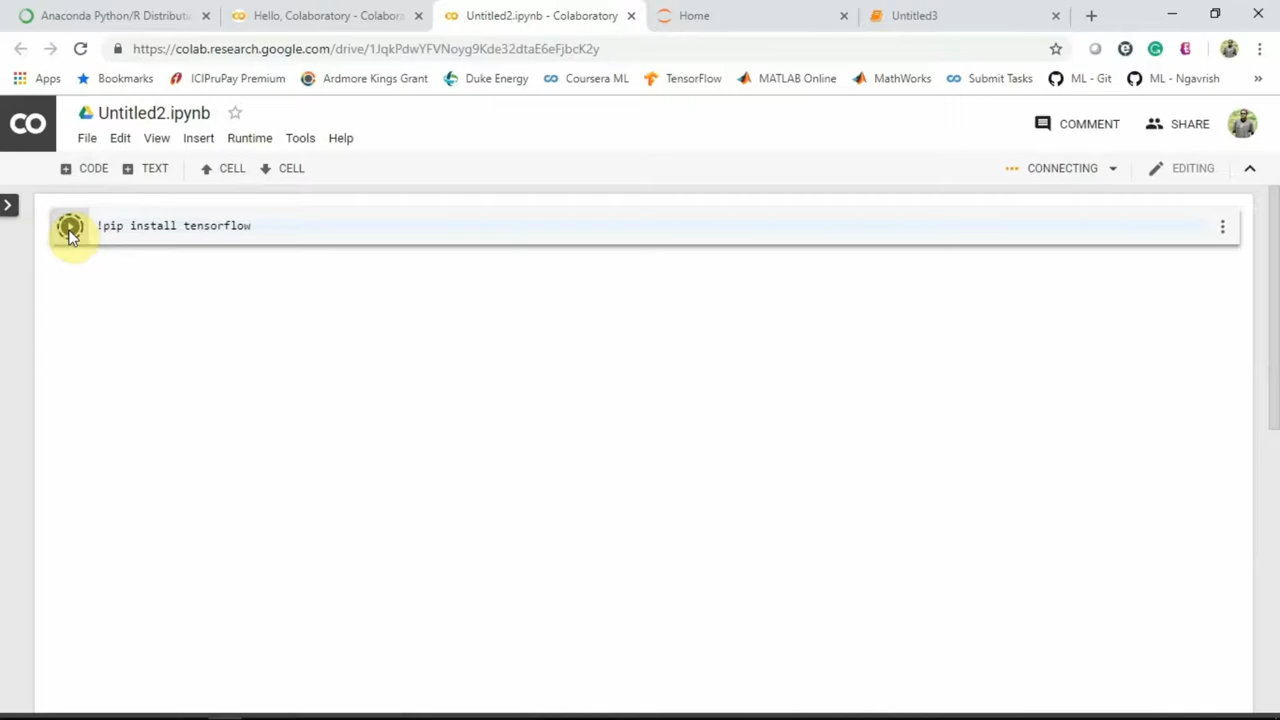 Anaconda Python/R Distributi
Hello, Colaboratory - Colabora
Untitled2.ipynb - Colaboratory
Home
Untitled3
https://colab.research.google.com/drive/1JqkPdwYFVNoyg9Kde32dtaE6eFjbcK2y
Apps
Bookmarks
ICIPruPay Premium
Ardmore Kings Grant
Duke Energy
Coursera ML
TensorFlow
MATLAB Online
MathWorks
Submit Tasks
ML - Git
ML - Ngavrish
»
CO
Untitled2.ipynb
COMMENT
SHARE
File Edit View Insert Runtime Tools Help
CODE TEXT CELL CELL
CONNECTING
EDITING
!pip install tensorflow